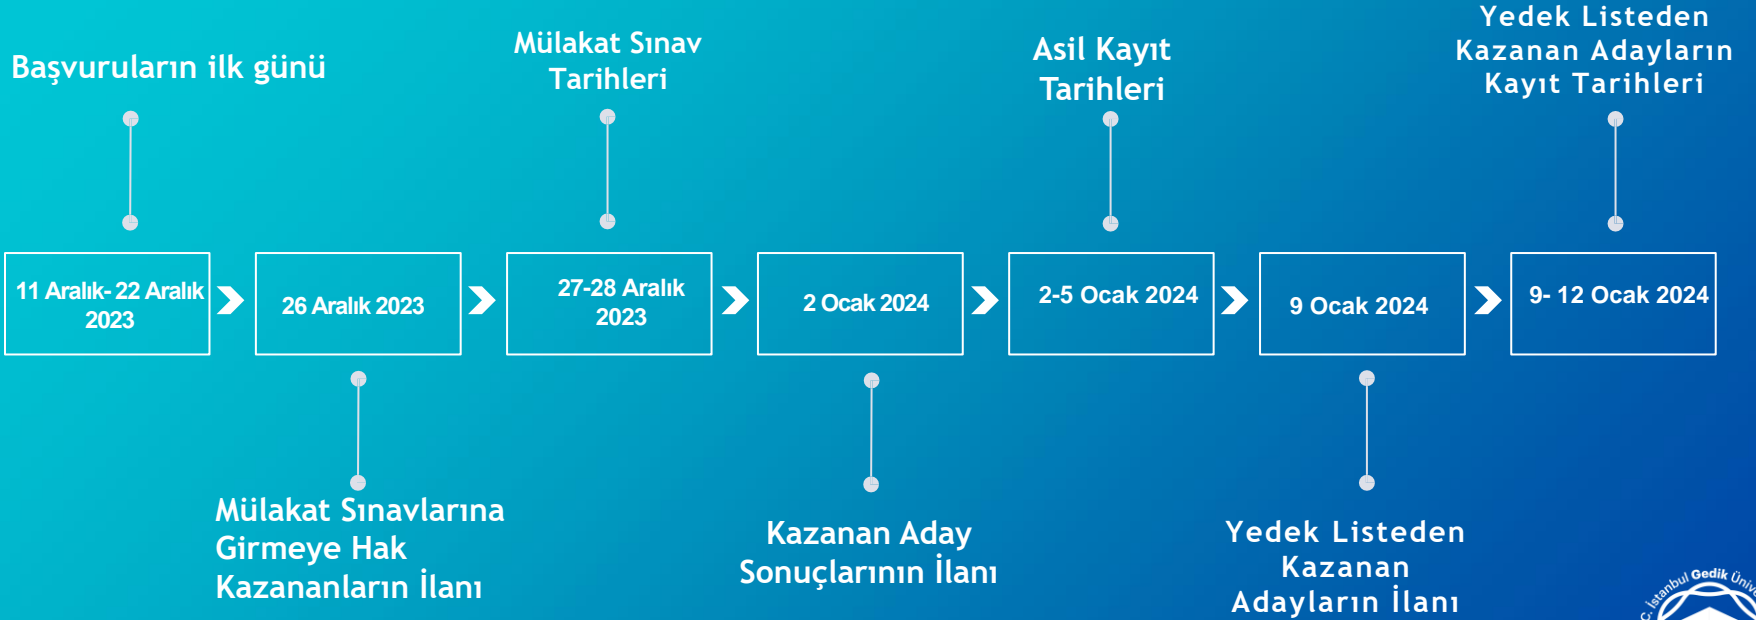 Başvuruların ilk günü
Mülakat Sınav
Tarihleri
Asil Kayıt
Tarihleri
Yedek Listeden
Kazanan Adayların
Kayıt Tarihleri
11 Aralık- 22 Aralık
2023
26 Aralık 2023
27-28 Aralık
2023
2 Ocak 2024
2-5 Ocak 2024
9 Ocak 2024
9- 12 Ocak 2024
Mülakat Sınavlarına
Girmeye Hak
Kazananların İlanı
Kazanan Aday
Sonuçlarının İlanı
Yedek Listeden
Kazanan
Adayların İlanı
İstanbul Gedik